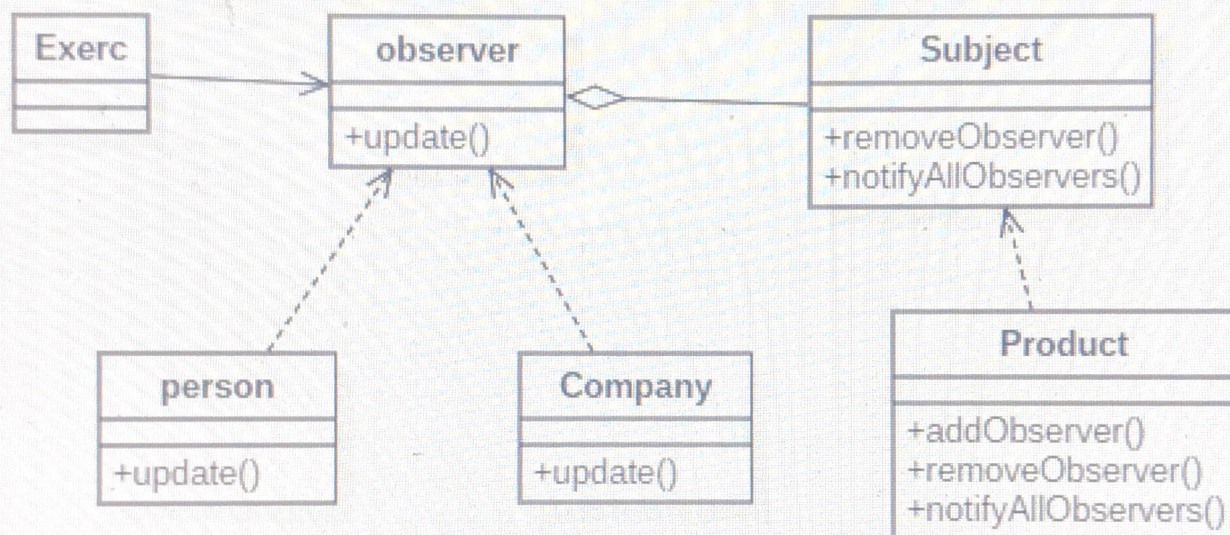 Exerc
observer
+update()
Subject
+removeObserver()
+notifyAllObservers()
person
+update()
Company
+update()
Product
+addObserver()
+removeObserver()
+notifyAllObservers()